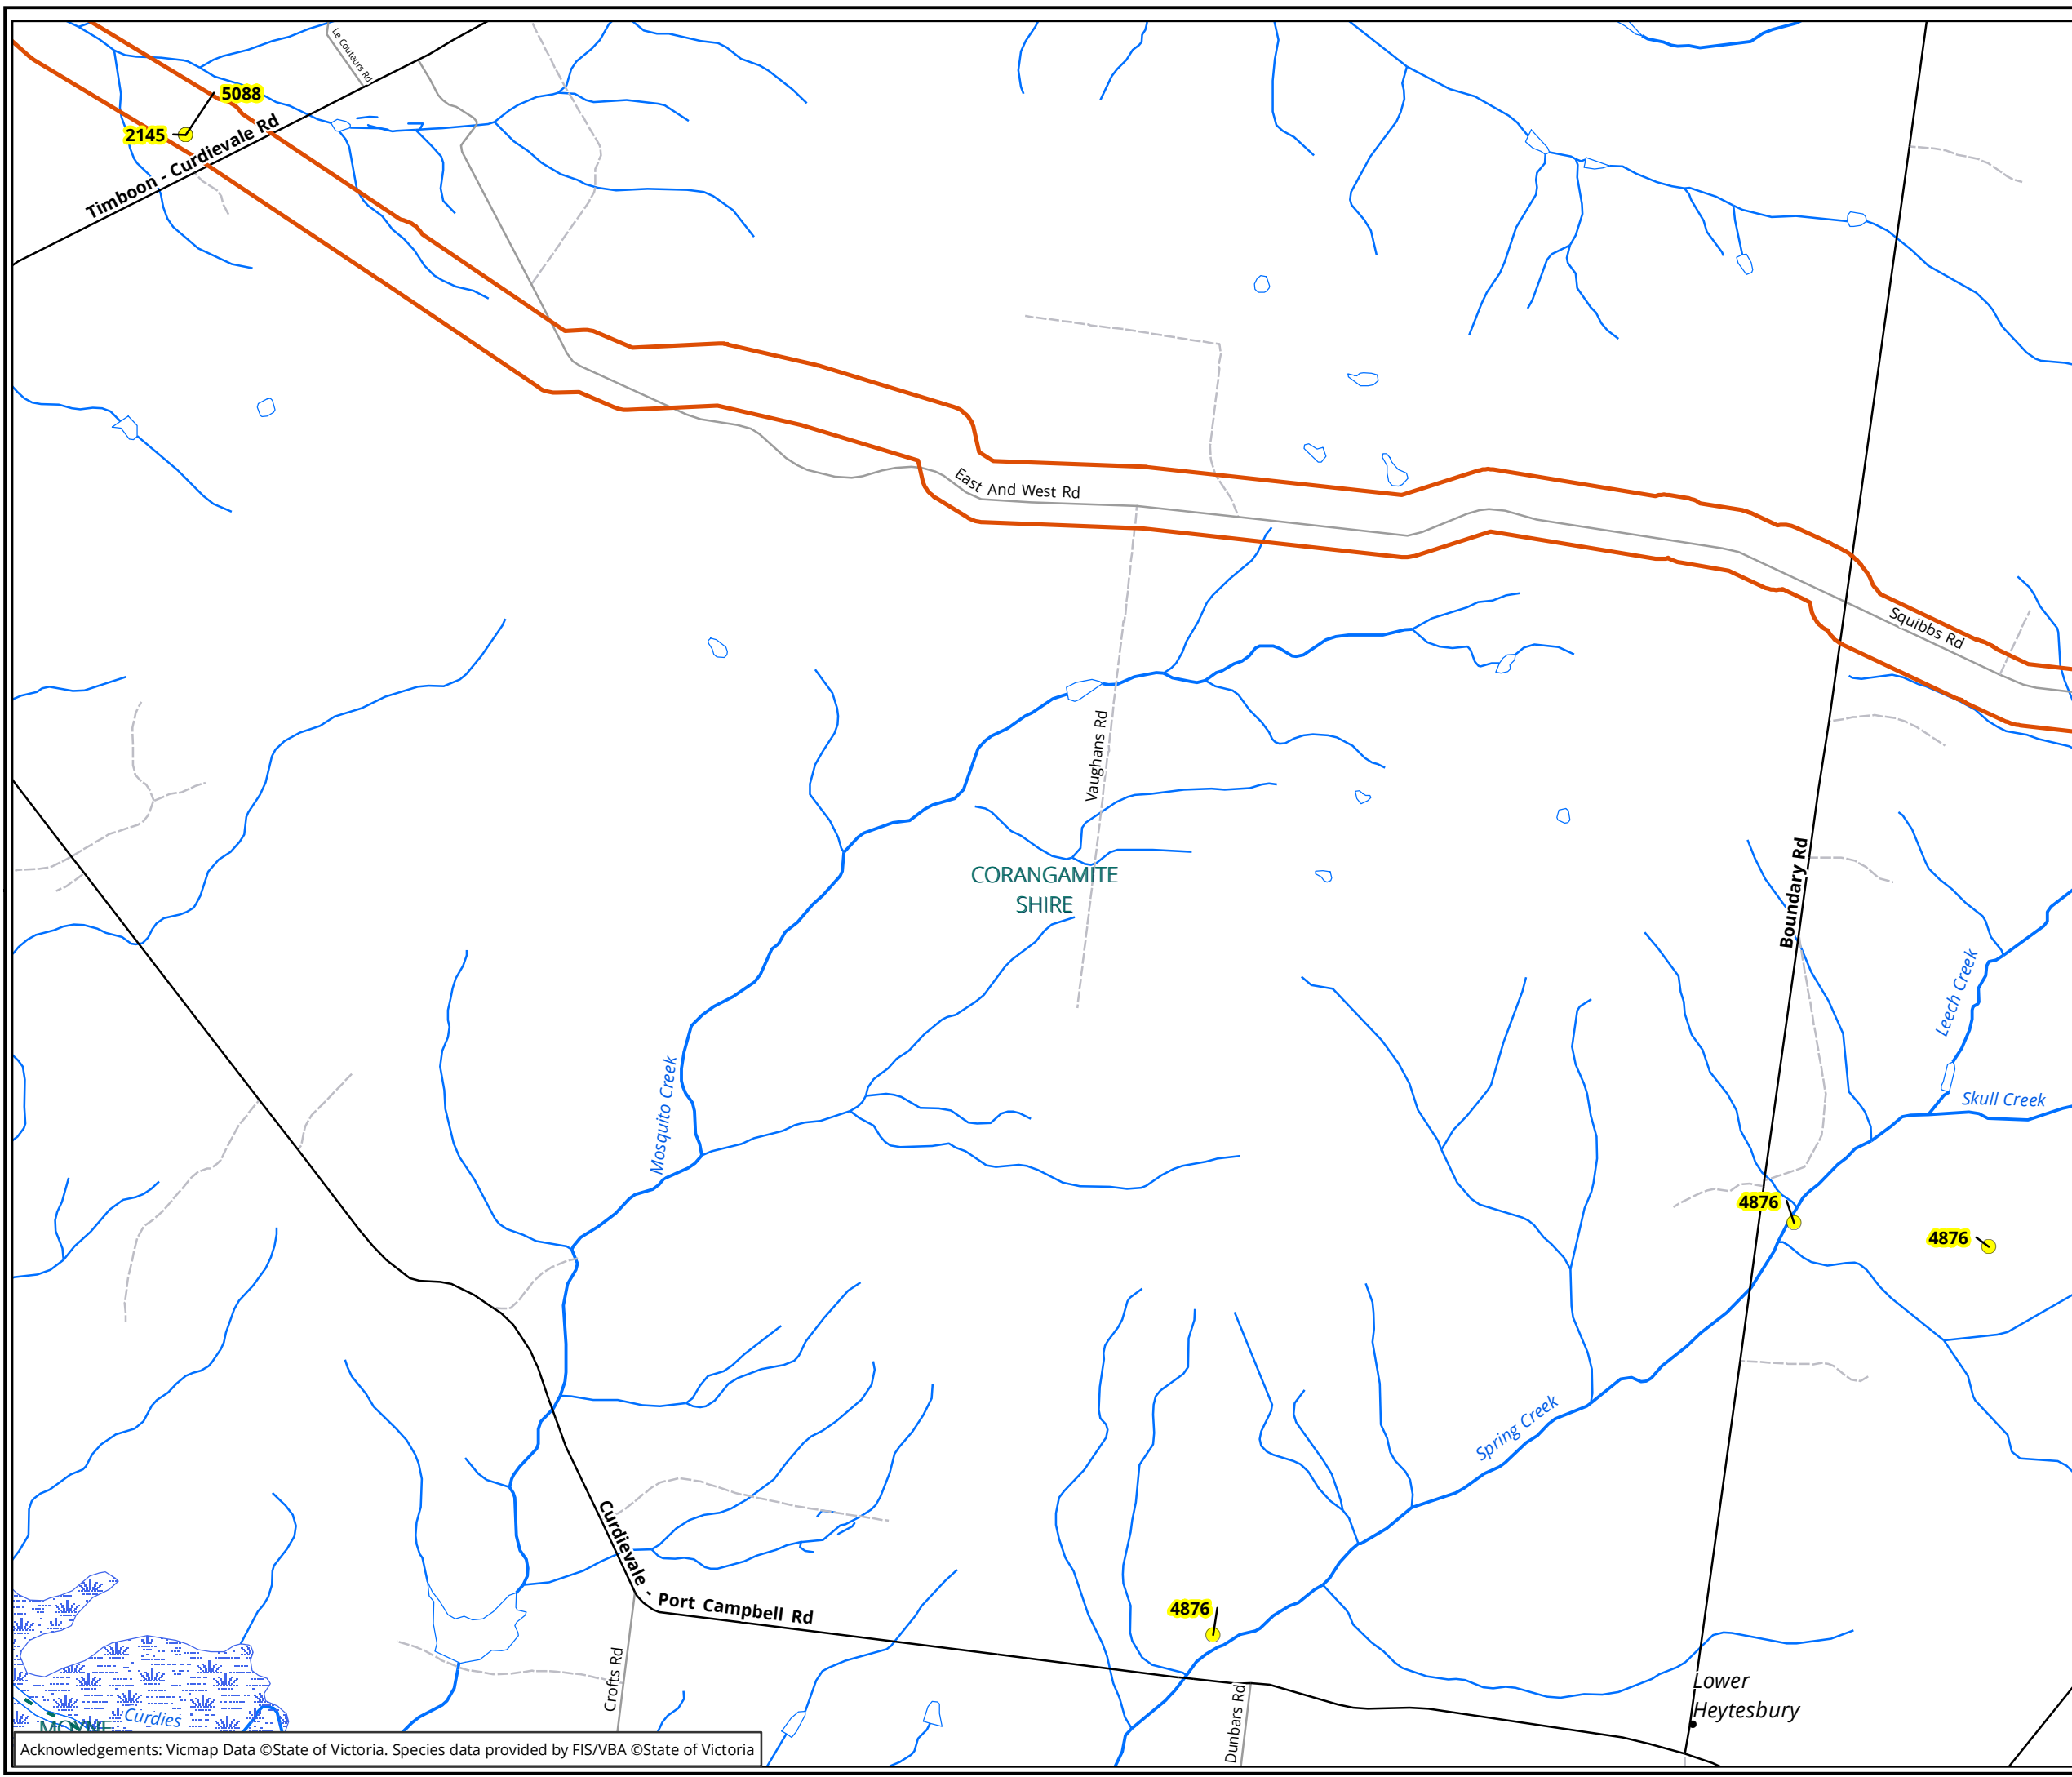 Le Couteurs Rd
5088
2145
Timboon - Curdievale Rd
East And West Rd
Squibbs Rd
Vaughans Rd
CORANGAMITE
SHIRE
Boundary Rd
Leech Creek
Mosquito Creek
Skull Creek
4876
4876
Spring Creek
Curdievale - Port Campbell Rd
4876
Crofts Rd
Dunbars Rd
Lower
Heytesbury
Curdies
MOYNE
Acknowledgements: Vicmap Data ©State of Victoria. Species data provided by FIS/VBA ©State of Victoria